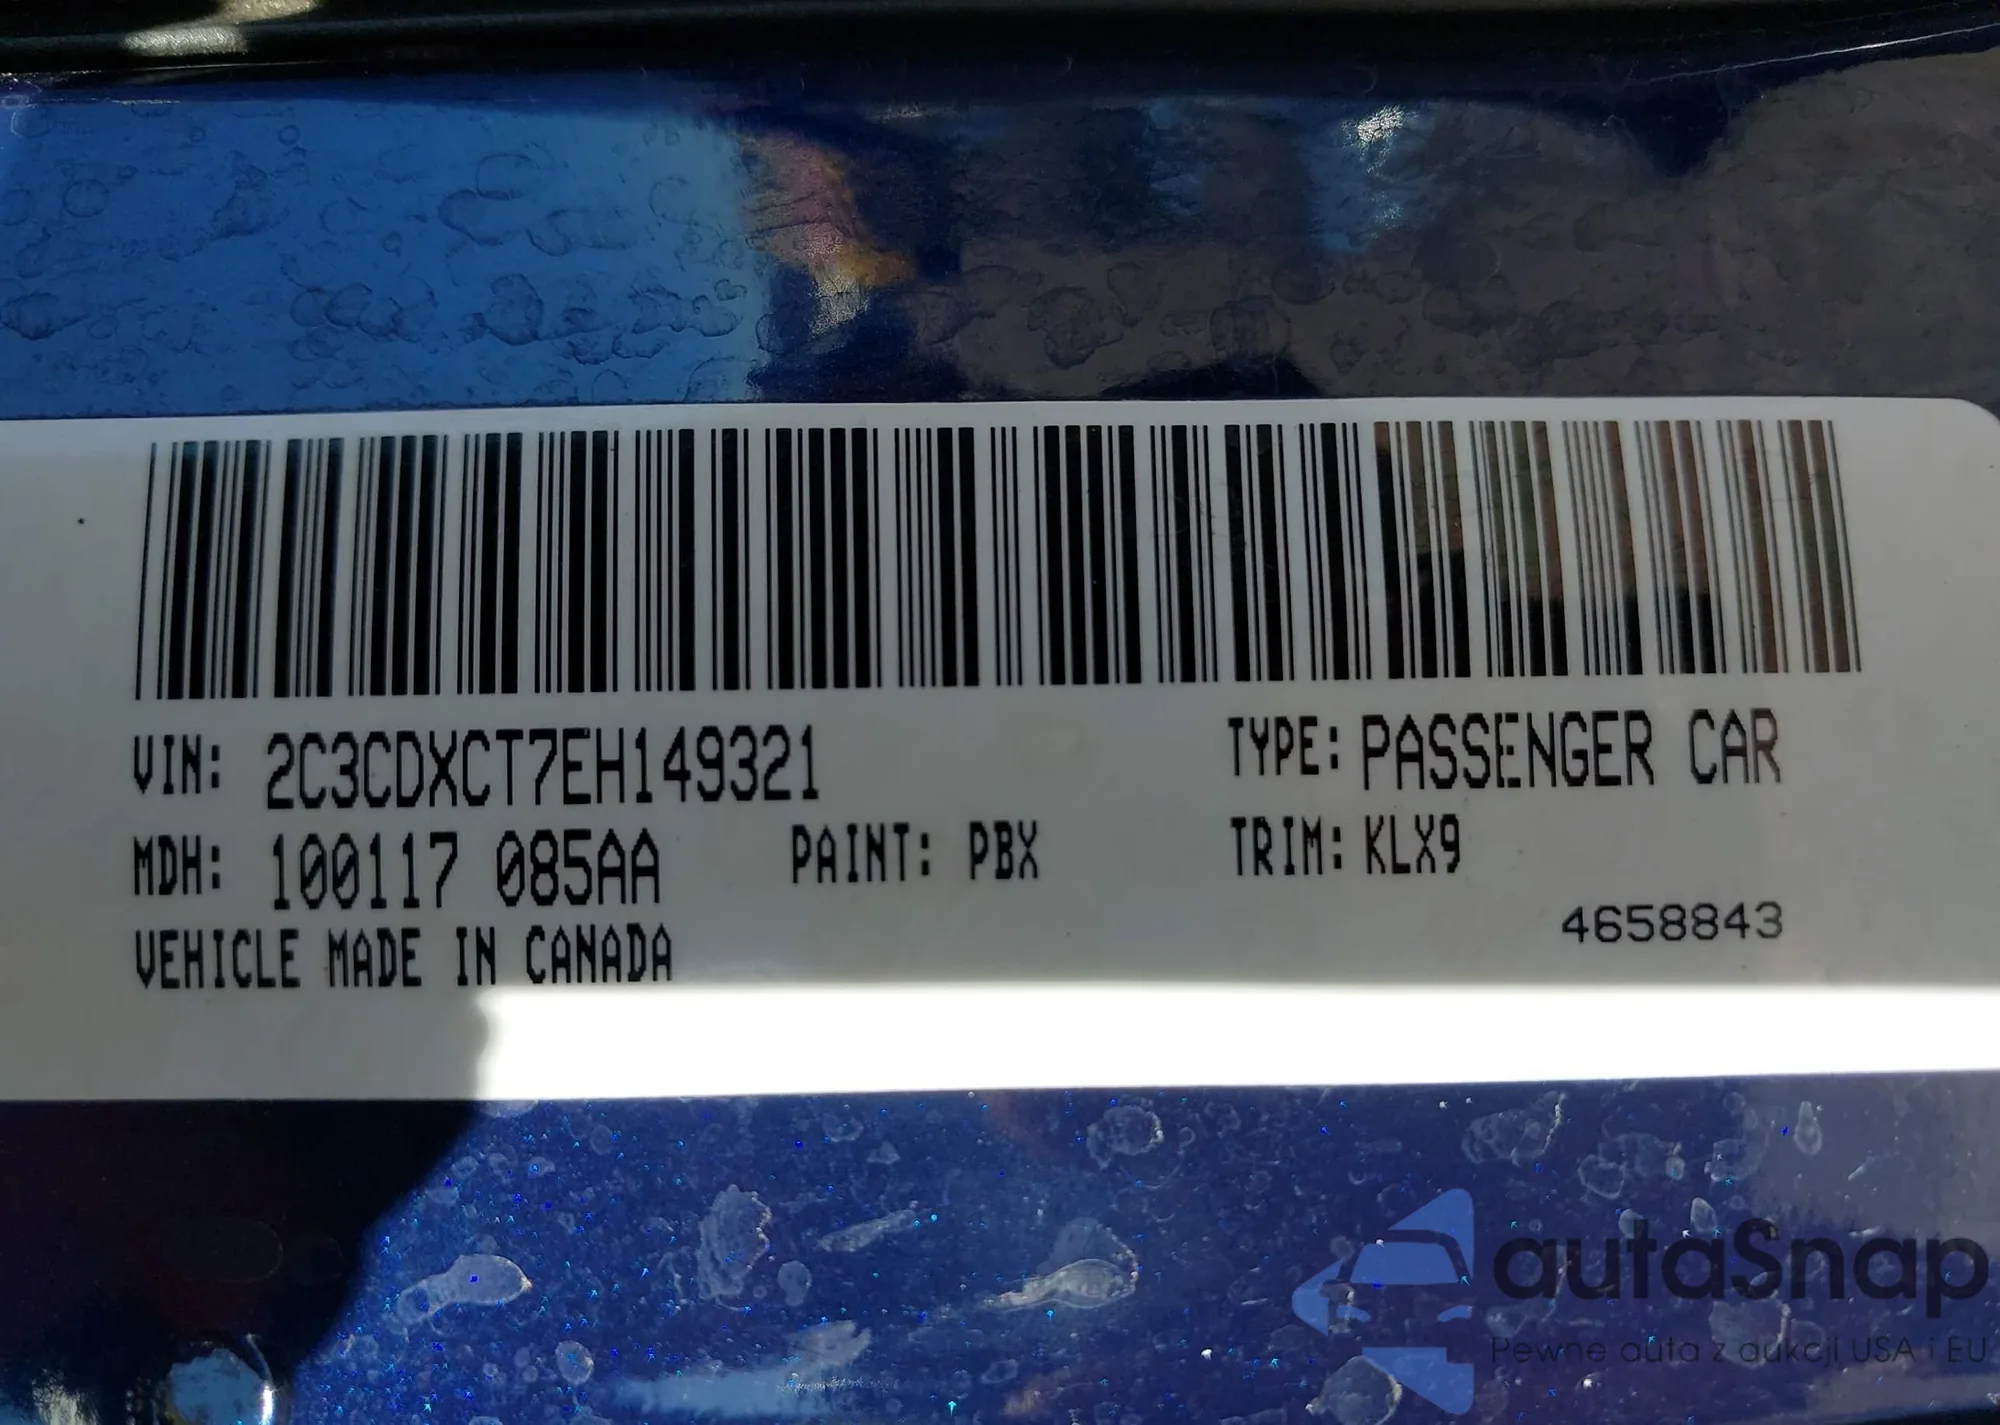 VIN: 2C3CDXCT7EH149321 TYPE: PASSENGER CAR
MDH: 100117 085AA PAINT: PBX TRIM: KLX9
4658843
VEHICLE MADE IN CANADA
autaSnap
Pewne auta z aukcji USA i EU